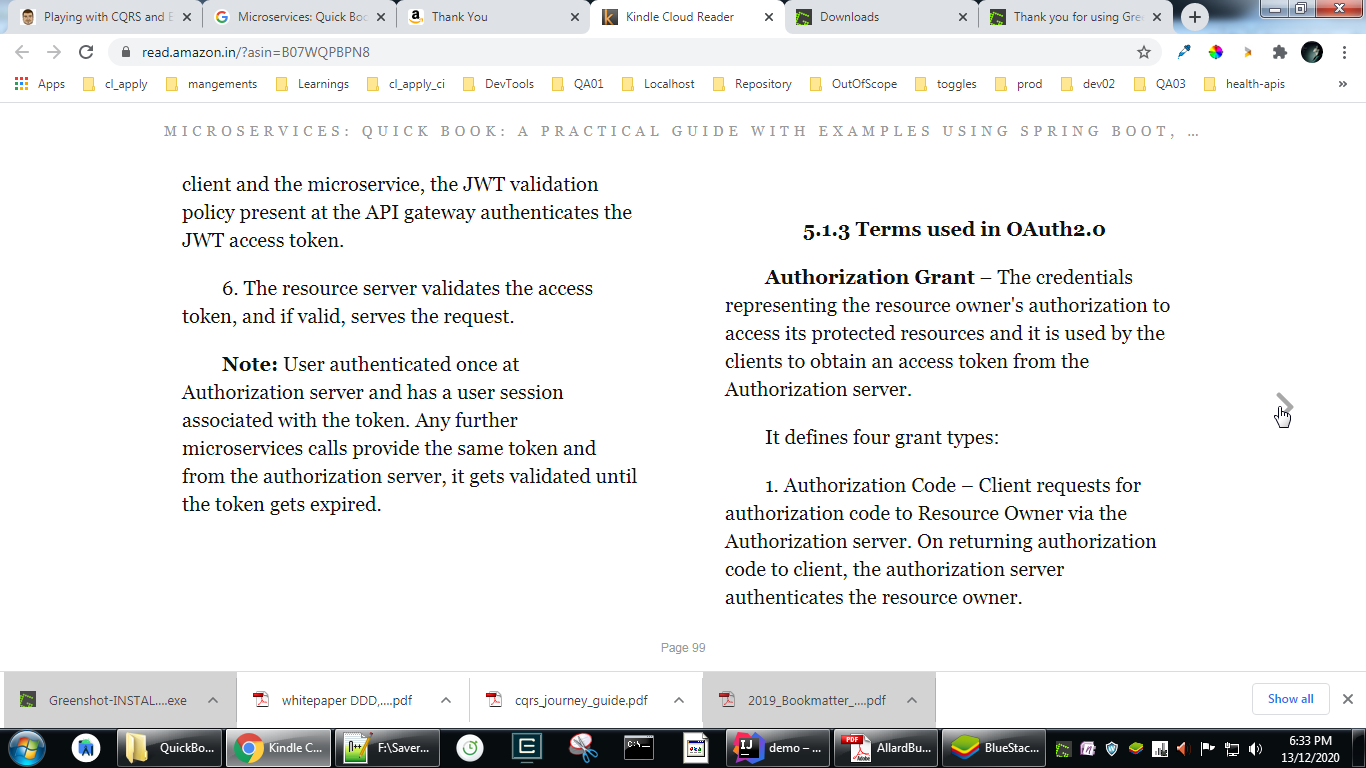 Playing with CQRS and E
Microservices: Quick Boo
Thank You
Kindle Cloud Reader
Downloads
Thank you for using Gre
read.amazon.in/?asin=B07WQPBPN8
Apps
cl_apply
mangements
Learnings
cl_apply_ci
DevTools
QA01
Localhost
Repository
OutOfScope
toggles
prod
dev02
QA03
health-apis
»
MICROSERVICES: QUICK BOOK: A PRACTICAL GUIDE WITH EXAMPLES USING SPRING BOOT, ...
client and the microservice, the JWT validation
policy present at the API gateway authenticates the
JWT access token.
6. The resource server validates the access
token, and if valid, serves the request.
Note: User authenticated once at
Authorization server and has a user session
associated with the token. Any further
microservices calls provide the same token and
from the authorization server, it gets validated until
the token gets expired.
5.1.3 Terms used in OAuth2.0
Authorization Grant – The credentials
representing the resource owner's authorization to
access its protected resources and it is used by the
clients to obtain an access token from the
Authorization server.
It defines four grant types:
1. Authorization Code – Client requests for
authorization code to Resource Owner via the
Authorization server. On returning authorization
code to client, the authorization server
authenticates the resource owner.
Page 99
Greenshot-INSTAL....exe
whitepaper DDD,....pdf
cqrs_journey_guide.pdf
2019_Bookmatter_....pdf
Show all
QuickBo...
Kindle C...
F:\Saver...
demo – ...
AllardBu...
BlueStac...
6:33 PM
13/12/2020